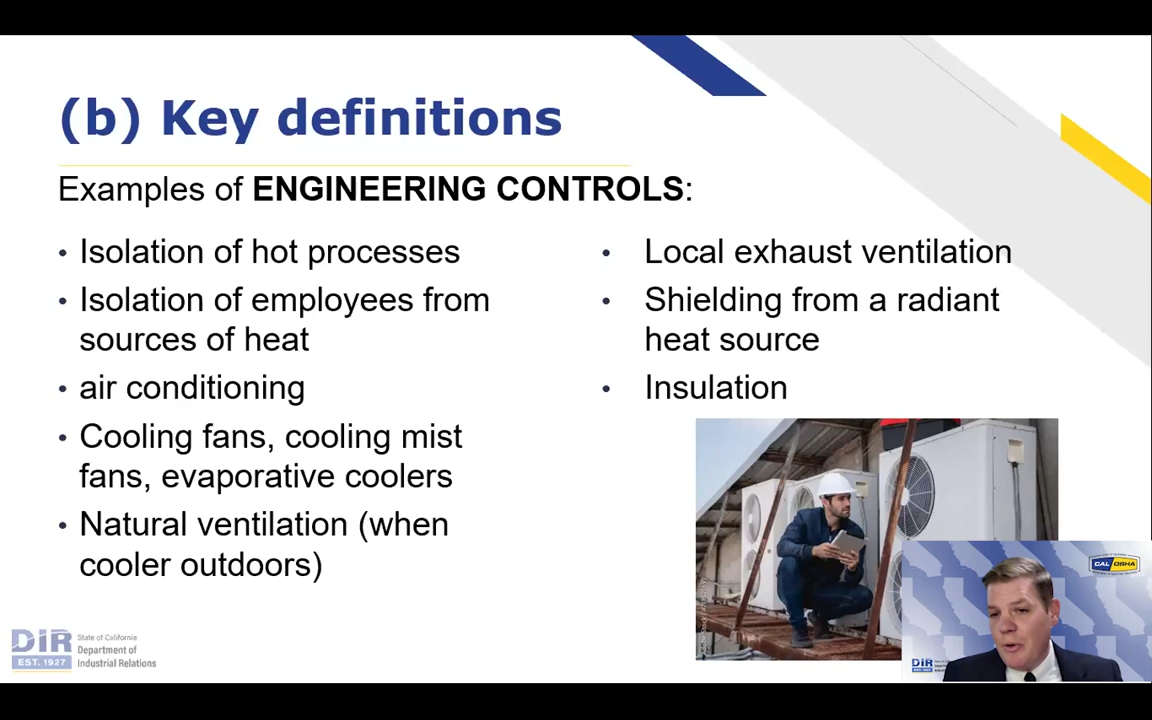 (b) Key definitions
Examples of ENGINEERING CONTROLS:
• Isolation of hot processes
• Isolation of employees from
sources of heat
• air conditioning
• Cooling fans, cooling mist
fans, evaporative coolers
• Natural ventilation (when
cooler outdoors)
• Local exhaust ventilation
• Shielding from a radiant
heat source
• Insulation
DIR
EST. 1927
State of California
Department of
Industrial Relations
CAL OSHA
DIR